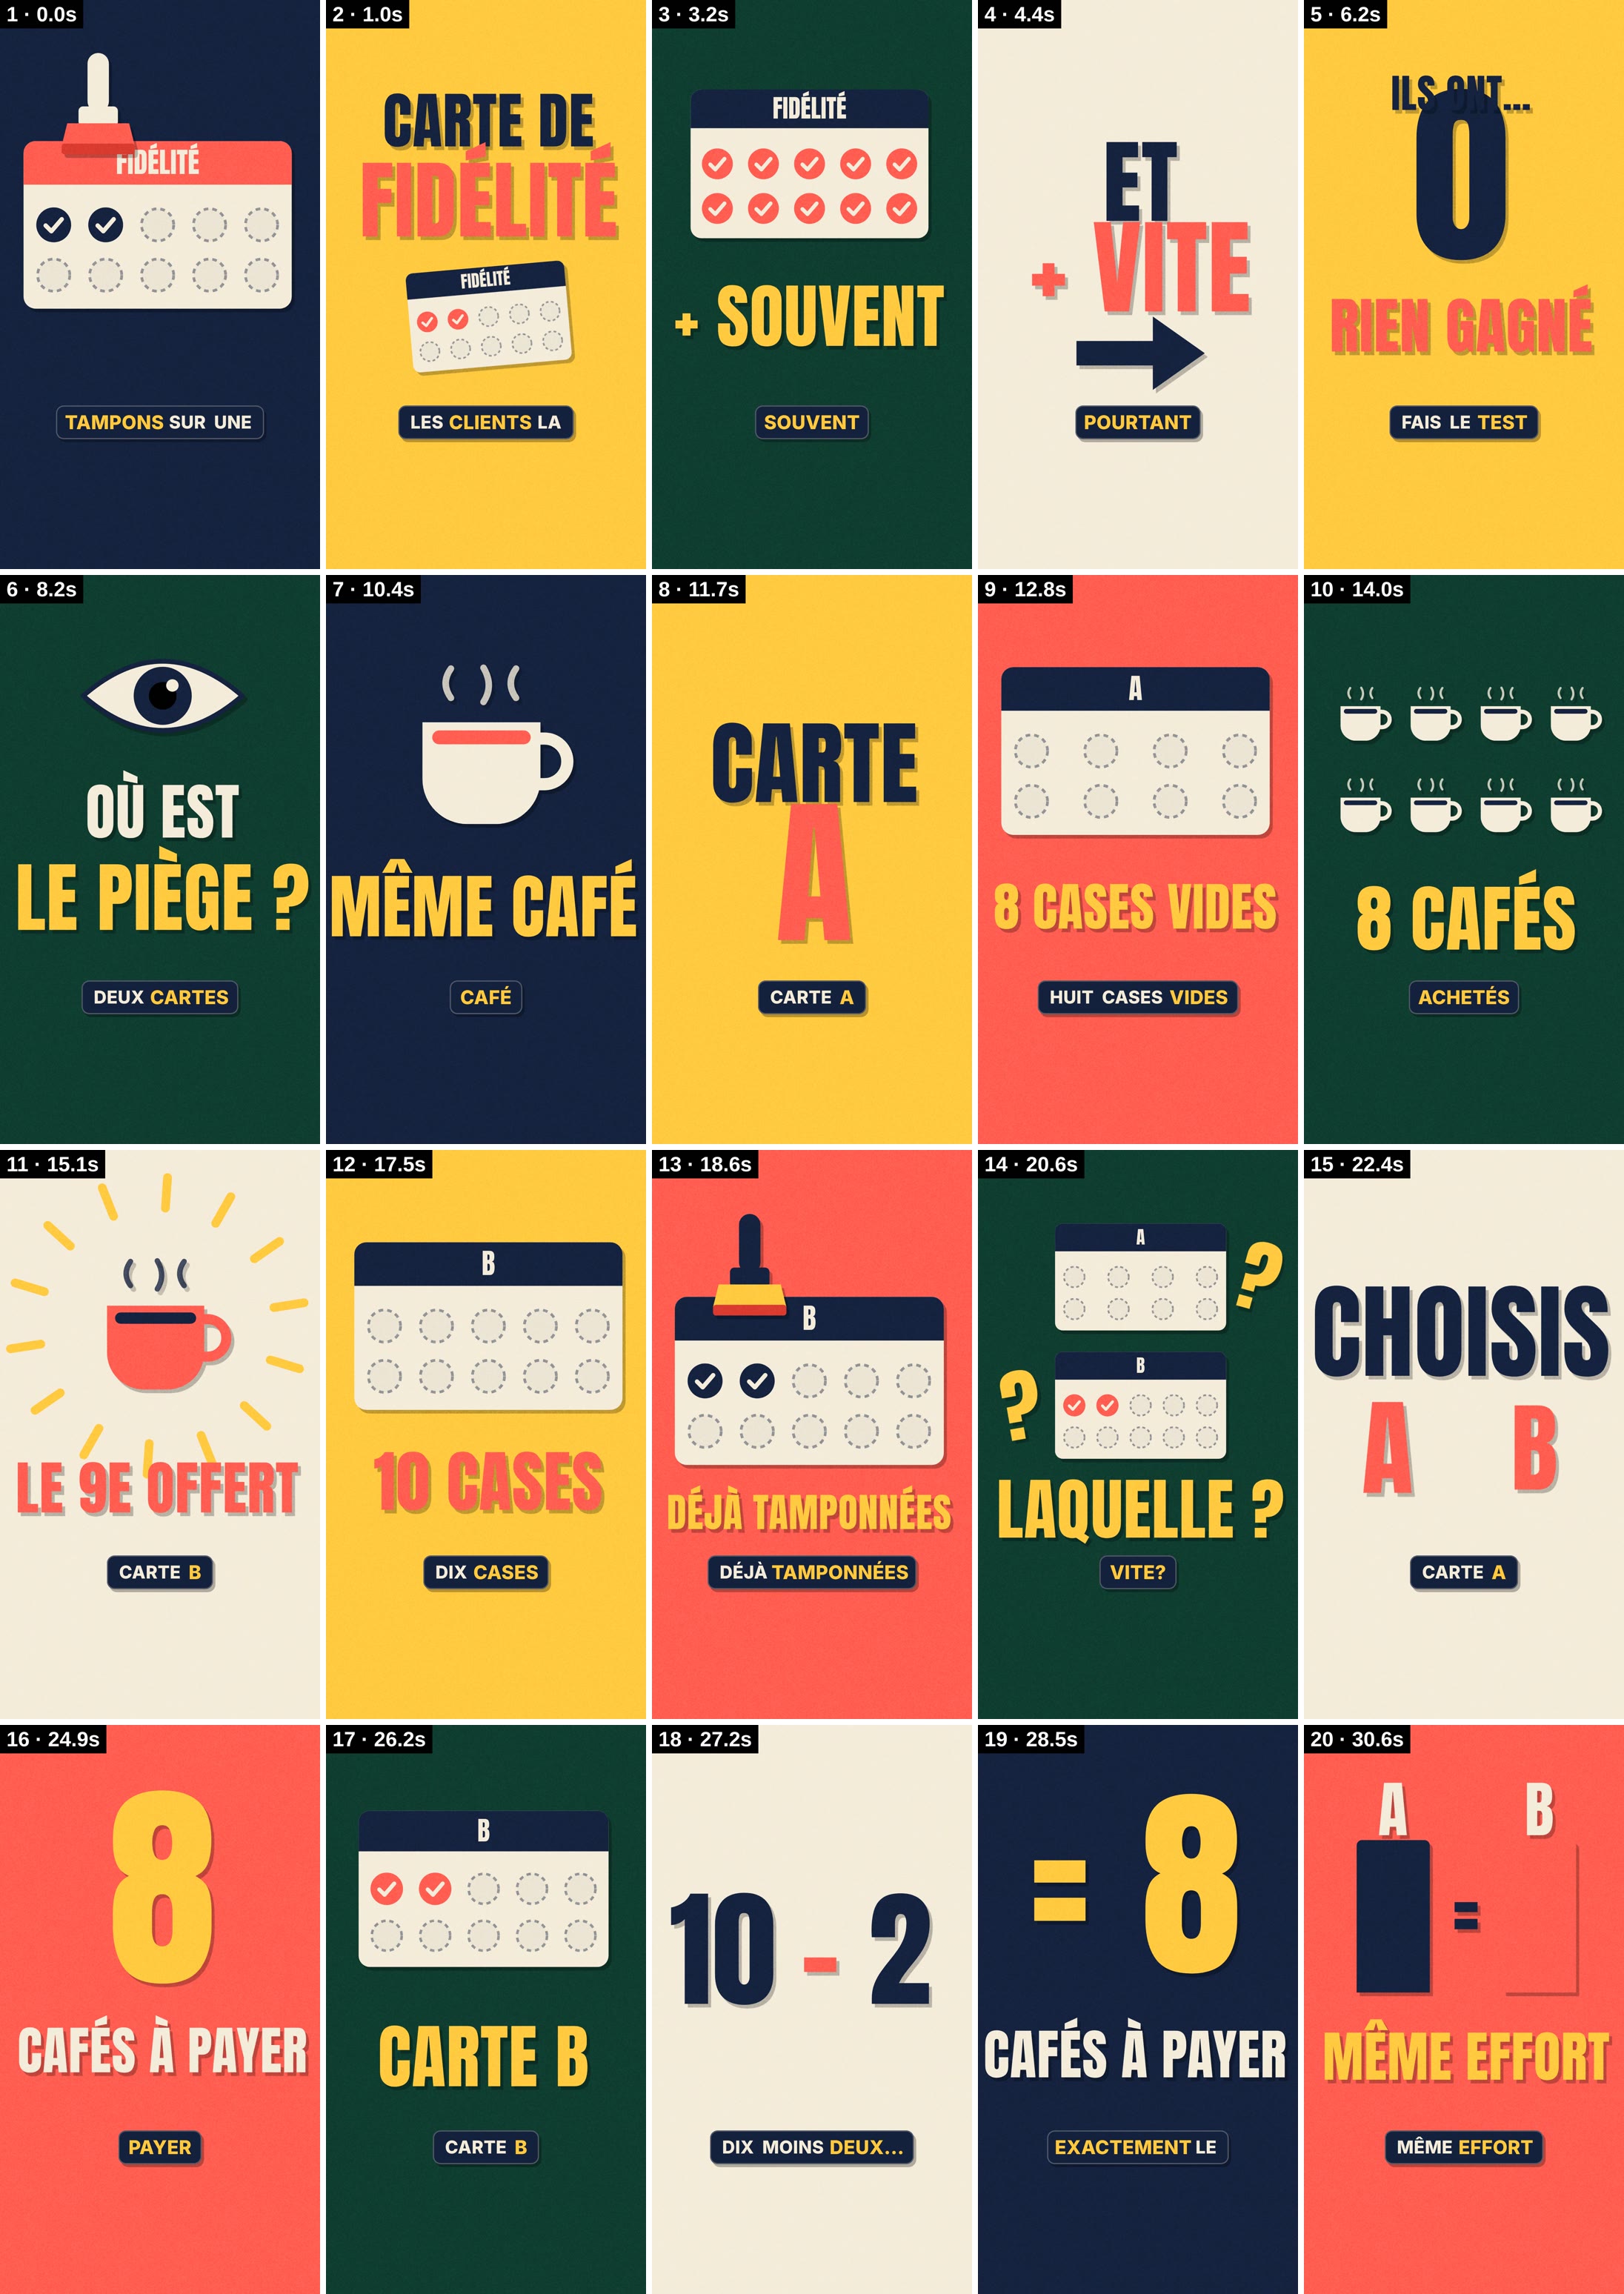 1 · 0.0s
FIDÉLITÉ
TAMPONS SUR UNE
2 · 1.0s
CARTE DE
FIDÉLITÉ
FIDÉLITÉ
LES CLIENTS LA
3 · 3.2s
FIDÉLITÉ
+ SOUVENT
SOUVENT
4 · 4.4s
ET
+ VITE
POURTANT
5 · 6.2s
ILS ONT...
0
RIEN GAGNÉ
FAIS LE TEST
6 · 8.2s
OÙ EST
LE PIÈGE ?
DEUX CARTES
7 · 10.4s
MÊME CAFÉ
CAFÉ
8 · 11.7s
CARTE
A
CARTE A
9 · 12.8s
A
8 CASES VIDES
HUIT CASES VIDES
10 · 14.0s
8 CAFÉS
ACHETÉS
11 · 15.1s
LE 9E OFFERT
CARTE B
12 · 17.5s
B
10 CASES
DIX CASES
13 · 18.6s
B
DÉJÀ TAMPONNÉES
DÉJÀ TAMPONNÉES
14 · 20.6s
A
?
B
?
LAQUELLE ?
VITE?
15 · 22.4s
CHOISIS
A B
CARTE A
16 · 24.9s
8
CAFÉS À PAYER
PAYER
17 · 26.2s
B
CARTE B
CARTE B
18 · 27.2s
10 - 2
DIX MOINS DEUX...
19 · 28.5s
= 8
CAFÉS À PAYER
EXACTEMENT LE
20 · 30.6s
A B
=
MÊME EFFORT
MÊME EFFORT